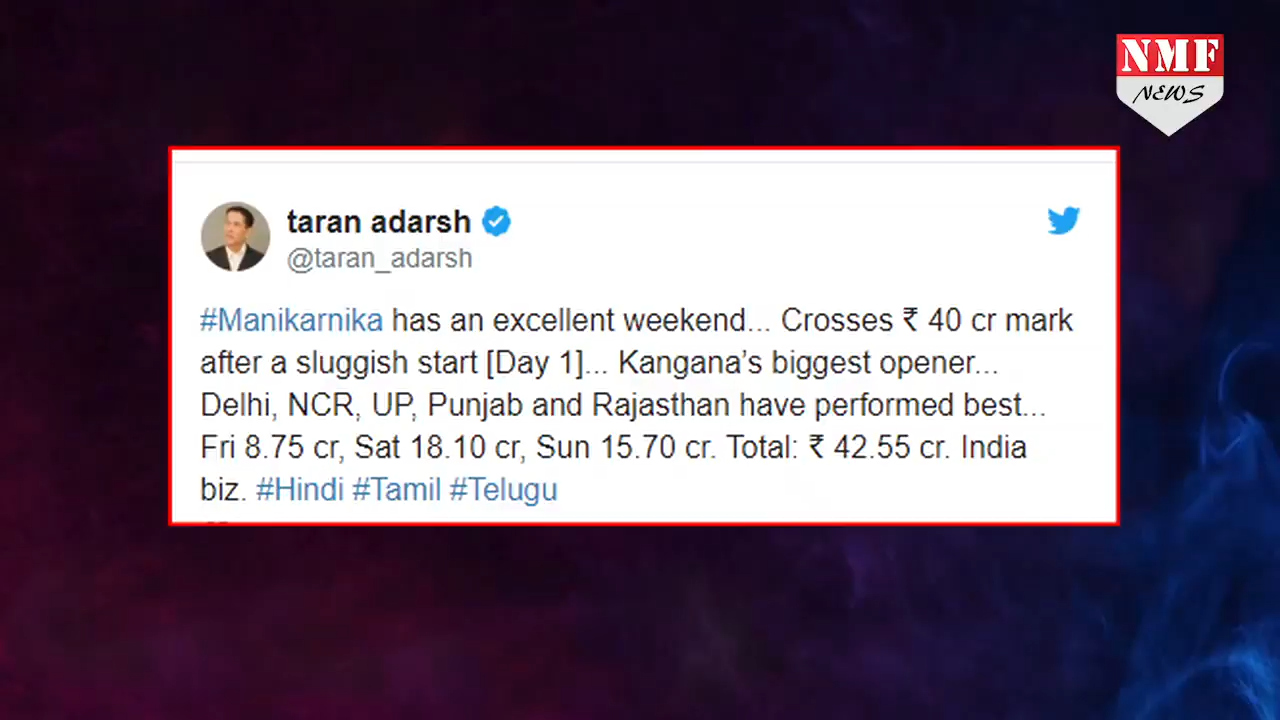 NMF
NEWS
taran adarsh
@taran_adarsh
#Manikarnika has an excellent weekend... Crosses ₹ 40 cr mark
after a sluggish start [Day 1]... Kangana’s biggest opener...
Delhi, NCR, UP, Punjab and Rajasthan have performed best...
Fri 8.75 cr, Sat 18.10 cr, Sun 15.70 cr. Total: ₹ 42.55 cr. India
biz. #Hindi #Tamil #Telugu